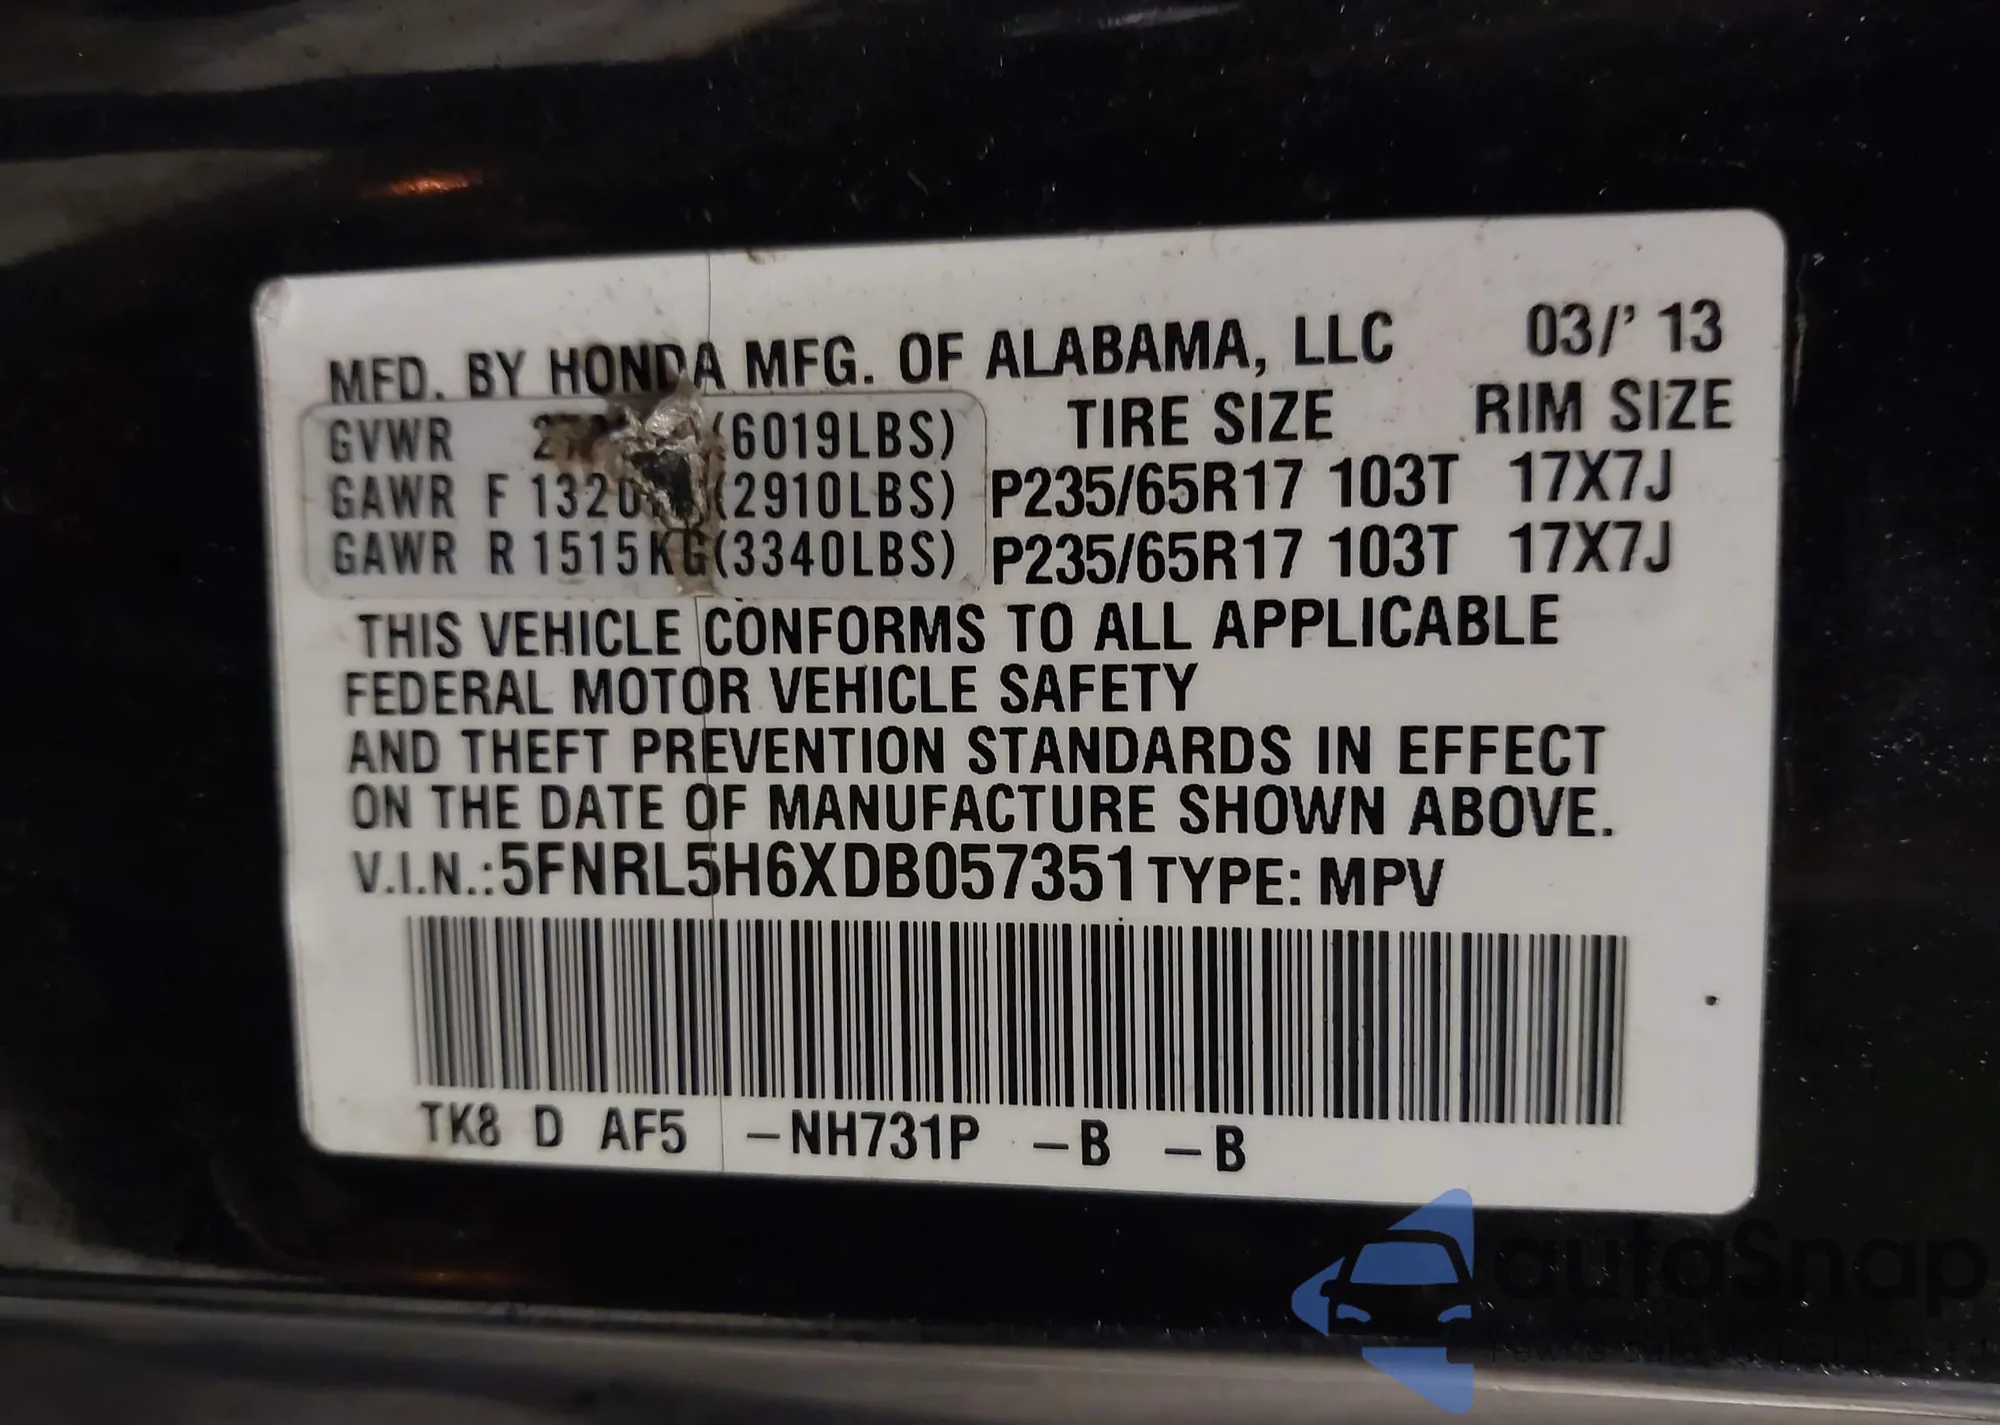 MFD. BY HONDA MFG. OF ALABAMA, LLC 03/' 13
GVWR (6019LBS) TIRE SIZE RIM SIZE
GAWR F 1320 (2910LBS) P235/65R17 103T 17X7J
GAWR R 1515KG(3340LBS) P235/65R17 103T 17X7J
THIS VEHICLE CONFORMS TO ALL APPLICABLE
FEDERAL MOTOR VEHICLE SAFETY
AND THEFT PREVENTION STANDARDS IN EFFECT
ON THE DATE OF MANUFACTURE SHOWN ABOVE.
V.I.N.:5FNRL5H6XDB057351 TYPE: MPV
TK8 D AF5 –NH731P –B –B
autoSnap